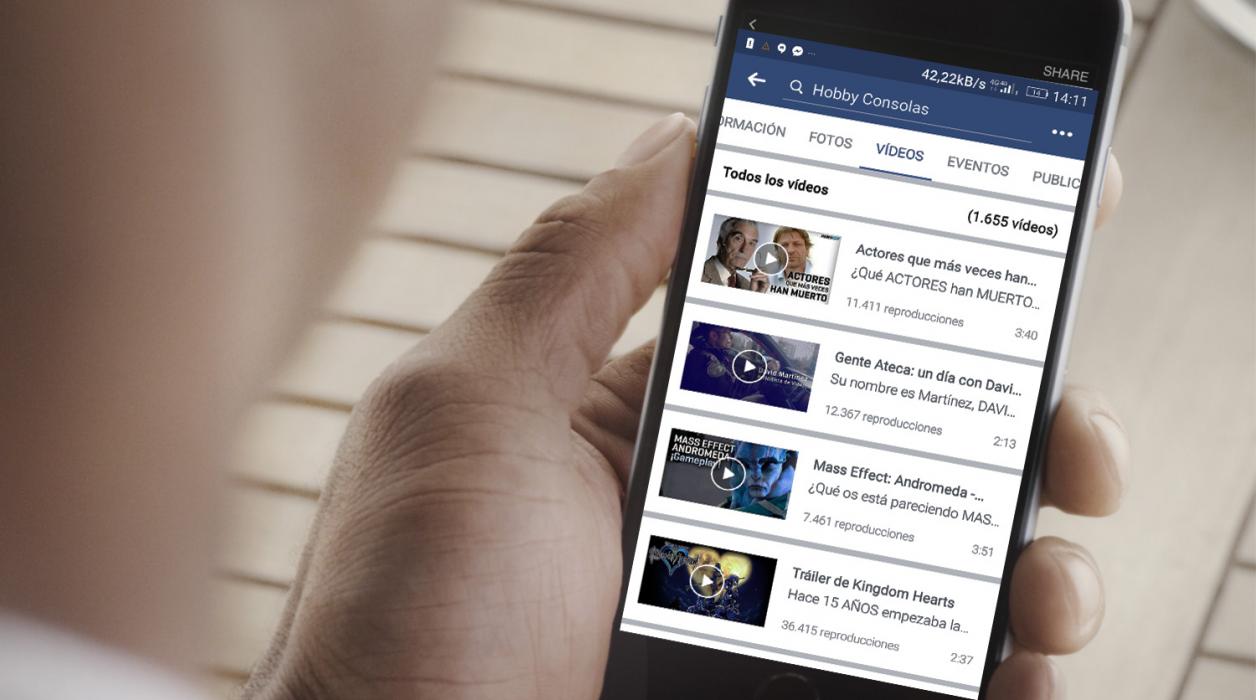 SHARE
42,22kB/s 14 14:11
Hobby Consolas
ORMACIÓN FOTOS VÍDEOS EVENTOS PUBLIC
Todos los vídeos
(1.655 vídeos)
ACTORES
QUE MÁS VECES
HAN MUERTO
Actores que más veces han...
¿Qué ACTORES han MUERTO...
11.411 reproducciones
3:40
David Martínez
Gente Ateca: un día con Davi...
Su nombre es Martínez, DAVI...
12.367 reproducciones
2:13
MASS EFFECT
ANDROMEDA
¡Gameplay!
Mass Effect: Andromeda -...
¿Qué os está pareciendo MAS...
7.461 reproducciones
3:51
Tráiler de Kingdom Hearts
Hace 15 AÑOS empezaba la...
36.415 reproducciones
2:37